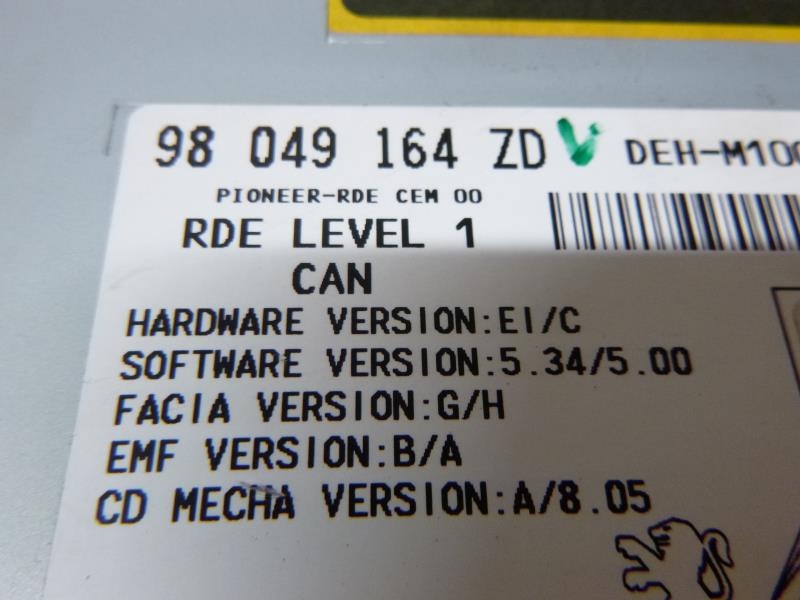 98 049 164 ZD DEH-M100
PIONEER-RDE CEM 00
RDE LEVEL 1
CAN
HARDWARE VERSION:EI/C
SOFTWARE VERSION:5.34/5.00
FACIA VERSION:G/H
EMF VERSION:B/A
CD MECHA VERSION:A/8.05